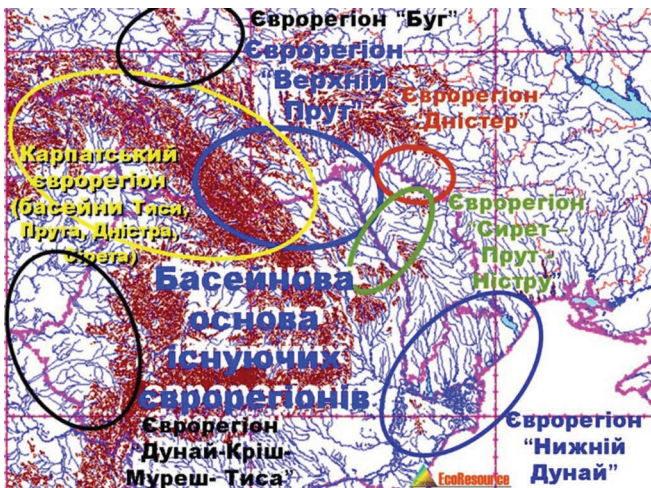 Єврорегіон “Буг”
Єврорегіон
“Верхній
Прут”
Єврорегіон
“Дністер”
Карпатський
єврорегіон
(басейни Тиси,
Прута, Дністра,
Сірета)
Єврорегіон
“Сирет –
Прут -
Ністру”
Басейнова
основа
існуючих
єврорегіонів
Єврорегіон
“Дунай-Кріш-
Муреш- Тиса”
Єврорегіон
“Нижній
Дунай”
EcoResource